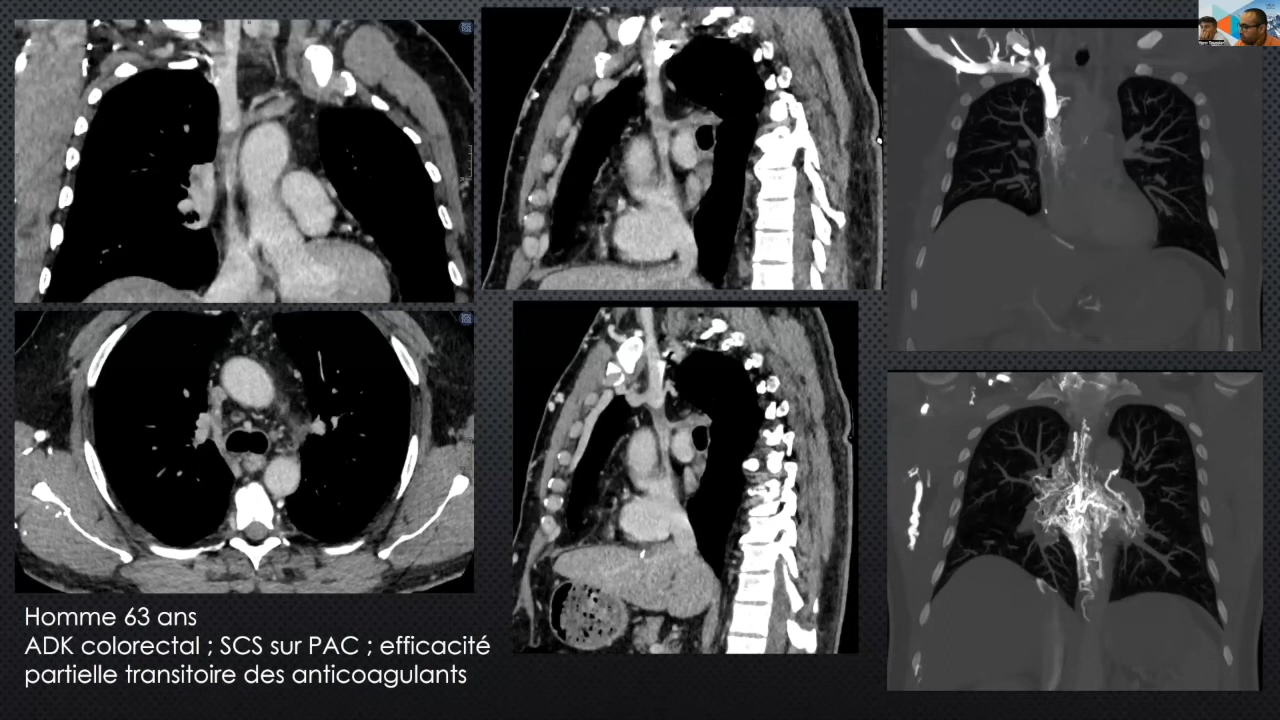 Homme 63 ans
ADK colorectal ; SCS sur PAC ; efficacité
partielle transitoire des anticoagulants